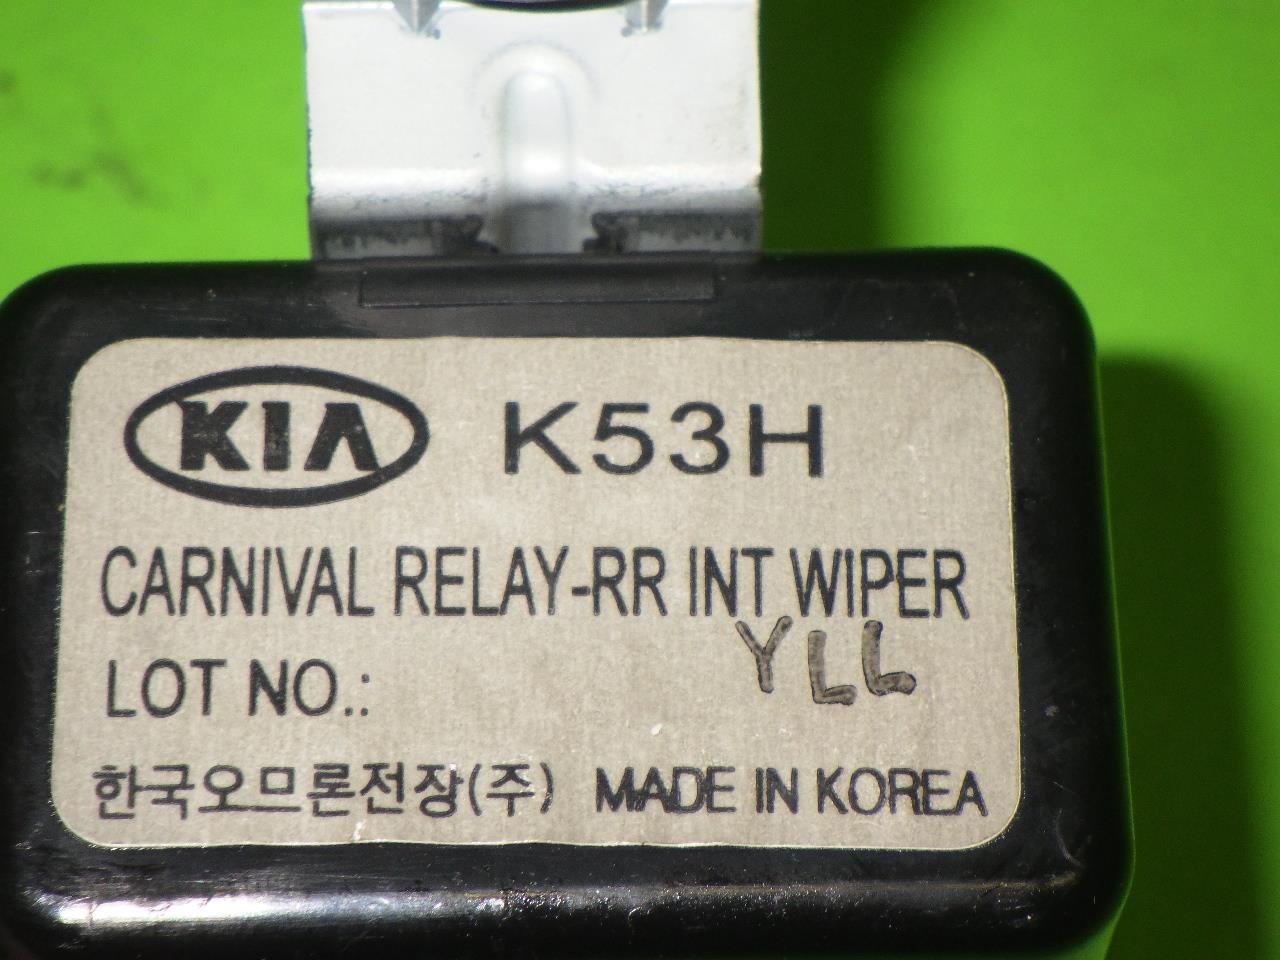 KIA K53H
CARNIVAL RELAY-RR INT WIPER
LOT NO.: YLL
한국오므론전장(주) MADE IN KOREA